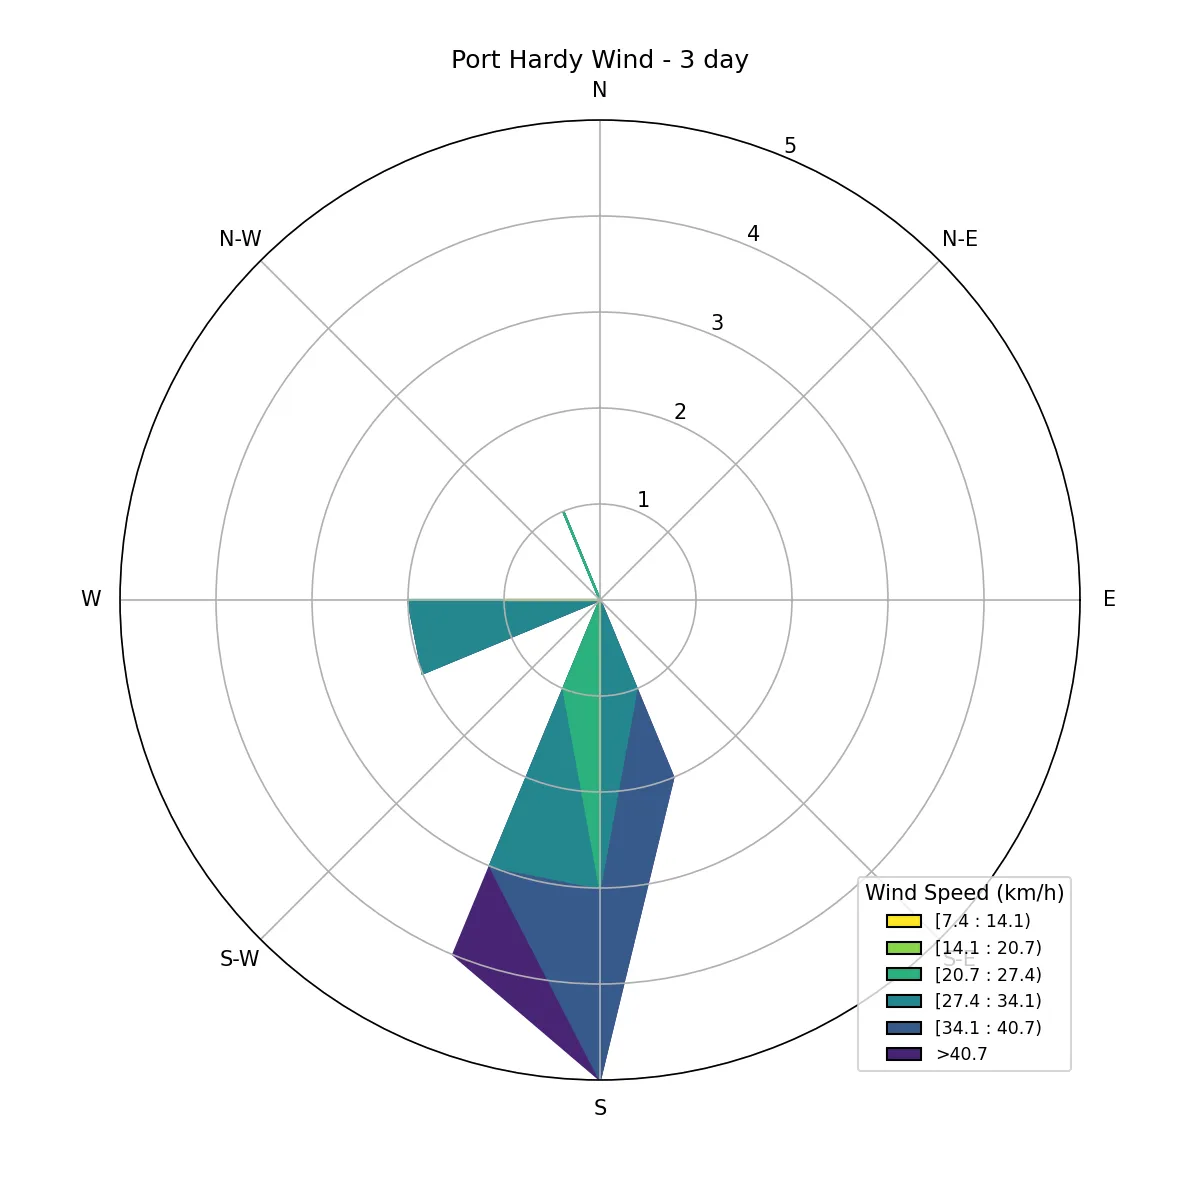 Port Hardy Wind - 3 day
N
5
N-W
4
N-E
3
2
1
W
E
Wind Speed (km/h)
[7.4 : 14.1)
[14.1 : 20.7)
S-W
S-E
[20.7 : 27.4)
[27.4 : 34.1)
[34.1 : 40.7)
>40.7
S